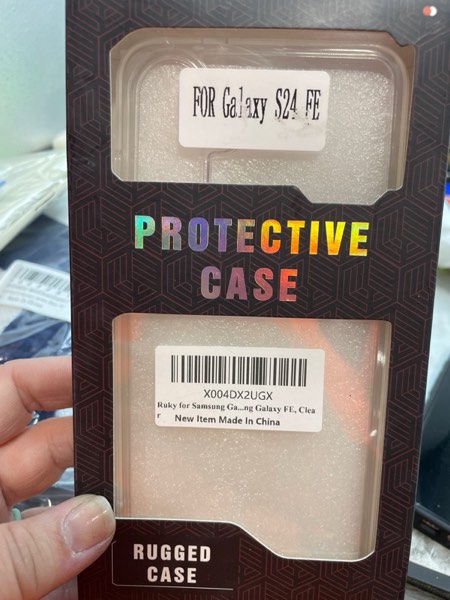 FOR Galaxy S24 FE
PROTECTIVE
CASE
X004DX2UGX
Ruky for Samsung Ga...ng Galaxy FE, Clea
r
New Item Made In China
RUGGED
CASE